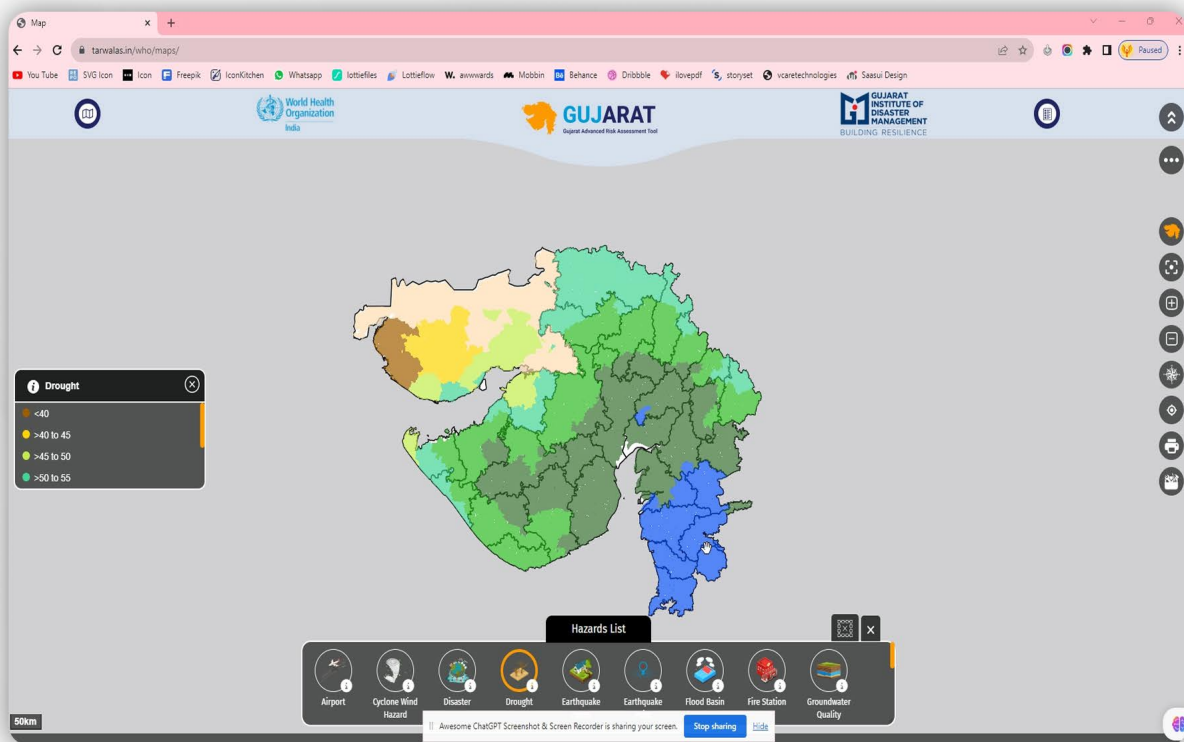 Map
tarwalas.in/who/maps/
Paused
You Tube
SVG Icon
Icon
Freepik
IconKitchen
Whatsapp
lottiefiles
Lottieflow
W. awwwards
Mobbin
Behance
Dribbble
ilovepdf
storyset
vcaretechnologies
Saasui Design
World Health
Organization
India
GUJARAT
Gujarat Advanced Risk Assessment Tool
GUJARAT
INSTITUTE OF
DISASTER
MANAGEMENT
BUILDING RESILIENCE
Drought
<40
>40 to 45
>45 to 50
>50 to 55
Hazards List
Airport
Cyclone Wind
Hazard
Disaster
Drought
Earthquake
Earthquake
Flood Basin
Fire Station
Groundwater
Quality
50km
Awesome ChatGPT Screenshot & Screen Recorder is sharing your screen.
Stop sharing
Hide